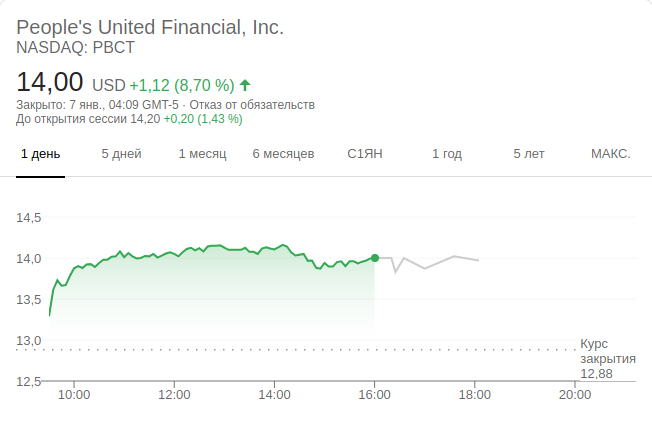 People's United Financial, Inc.
NASDAQ: PBCT
14,00 USD +1,12 (8,70 %)
Закрыто: 7 янв., 04:09 GMT-5 · Отказ от обязательств
До открытия сессии 14,20 +0,20 (1,43 %)
1 день 5 дней 1 месяц 6 месяцев С1ЯН 1 год 5 лет МАКС.
14,5
14,0
13,5
13,0
Курс
закрытия
12,88
12,5
10:00 12:00 14:00 16:00 18:00 20:00